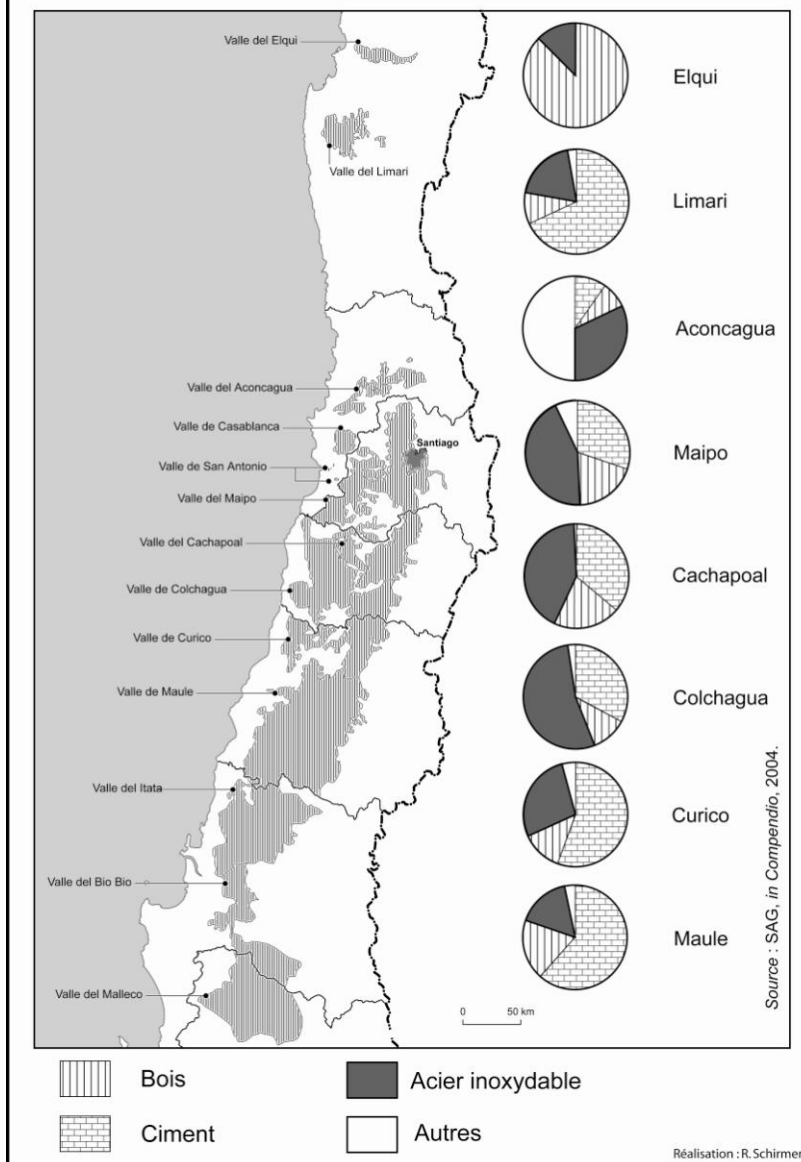 Valle del Elqui
Valle del Limari
Valle del Aconcagua
Valle de Casablanca
Santiago
Valle de San Antonio
Valle del Maipo
Valle del Cachapoal
Valle de Colchagua
Valle de Curico
Valle de Maule
Valle del Itata
Valle del Bio Bio
Valle del Malleco
0 50 km
Elqui
Limari
Aconcagua
Maipo
Cachapoal
Colchagua
Curico
Maule
Source : SAG, in Compendio, 2004.
Bois
Acier inoxydable
Ciment
Autres
Réalisation : R. Schirmer